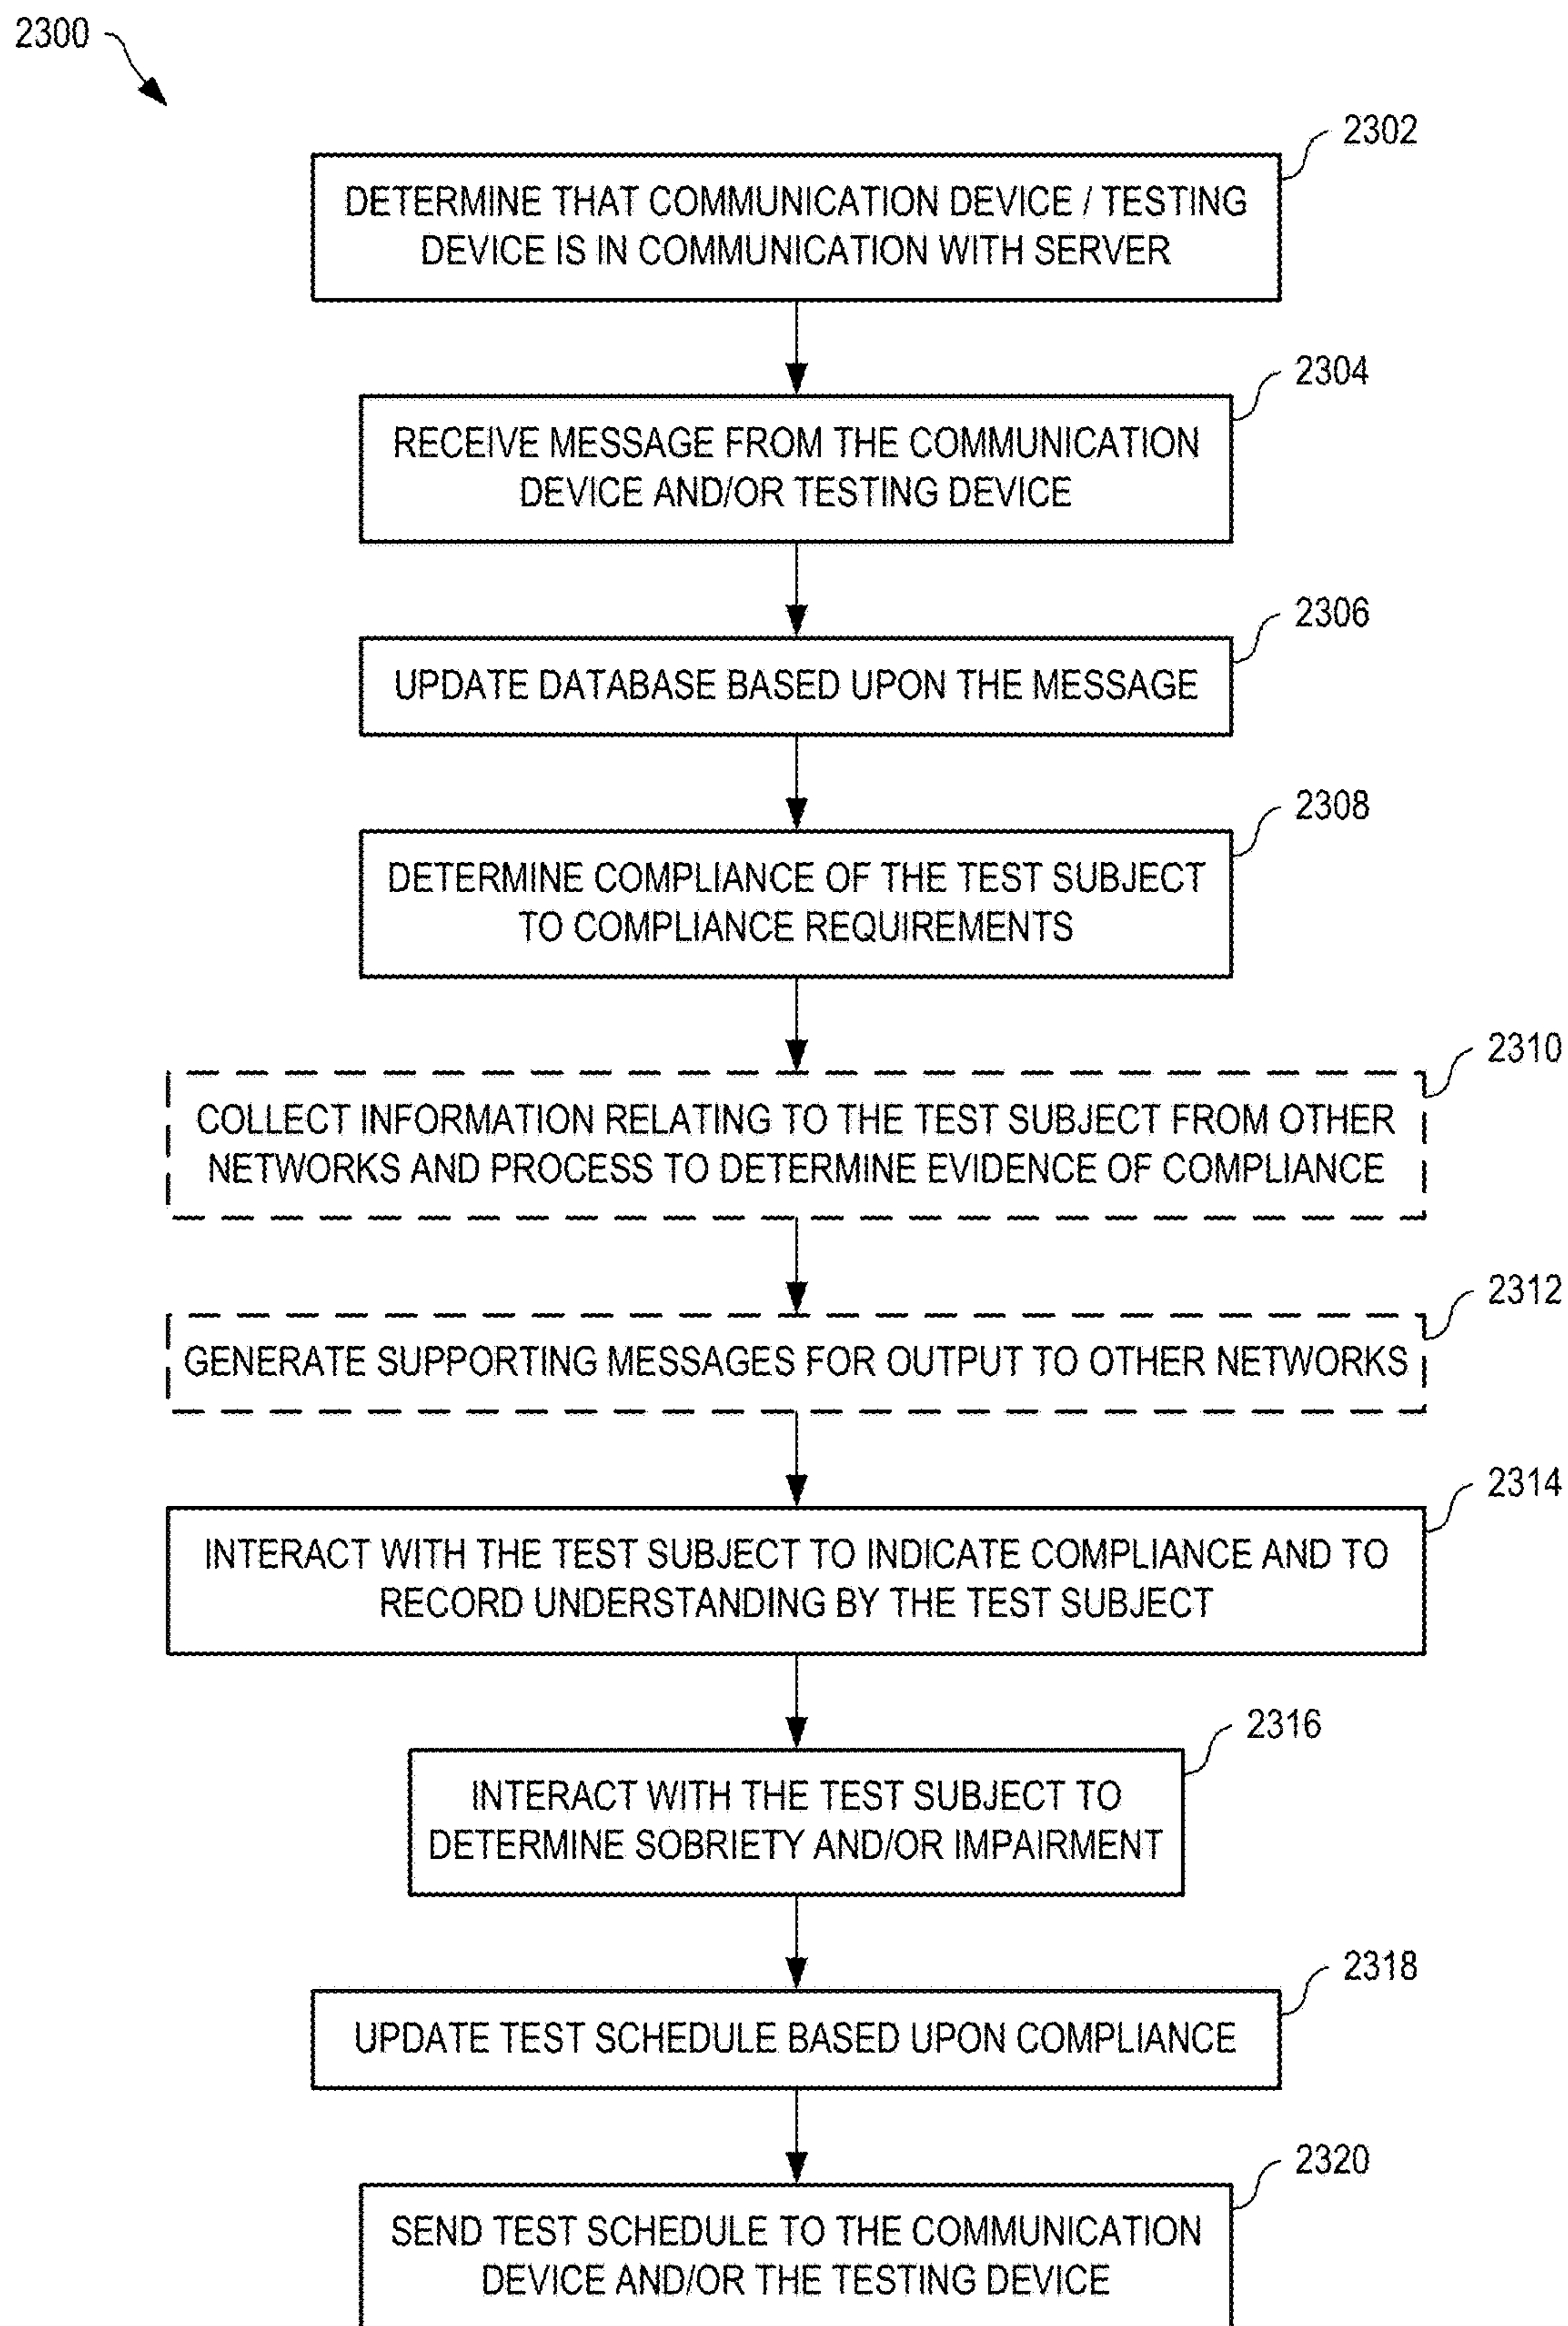 2300
2302
DETERMINE THAT COMMUNICATION DEVICE / TESTING
DEVICE IS IN COMMUNICATION WITH SERVER
2304
RECEIVE MESSAGE FROM THE COMMUNICATION
DEVICE AND/OR TESTING DEVICE
2306
UPDATE DATABASE BASED UPON THE MESSAGE
2308
DETERMINE COMPLIANCE OF THE TEST SUBJECT
TO COMPLIANCE REQUIREMENTS
2310
COLLECT INFORMATION RELATING TO THE TEST SUBJECT FROM OTHER
NETWORKS AND PROCESS TO DETERMINE EVIDENCE OF COMPLIANCE
2312
GENERATE SUPPORTING MESSAGES FOR OUTPUT TO OTHER NETWORKS
2314
INTERACT WITH THE TEST SUBJECT TO INDICATE COMPLIANCE AND TO
RECORD UNDERSTANDING BY THE TEST SUBJECT
2316
INTERACT WITH THE TEST SUBJECT TO
DETERMINE SOBRIETY AND/OR IMPAIRMENT
2318
UPDATE TEST SCHEDULE BASED UPON COMPLIANCE
2320
SEND TEST SCHEDULE TO THE COMMUNICATION
DEVICE AND/OR THE TESTING DEVICE